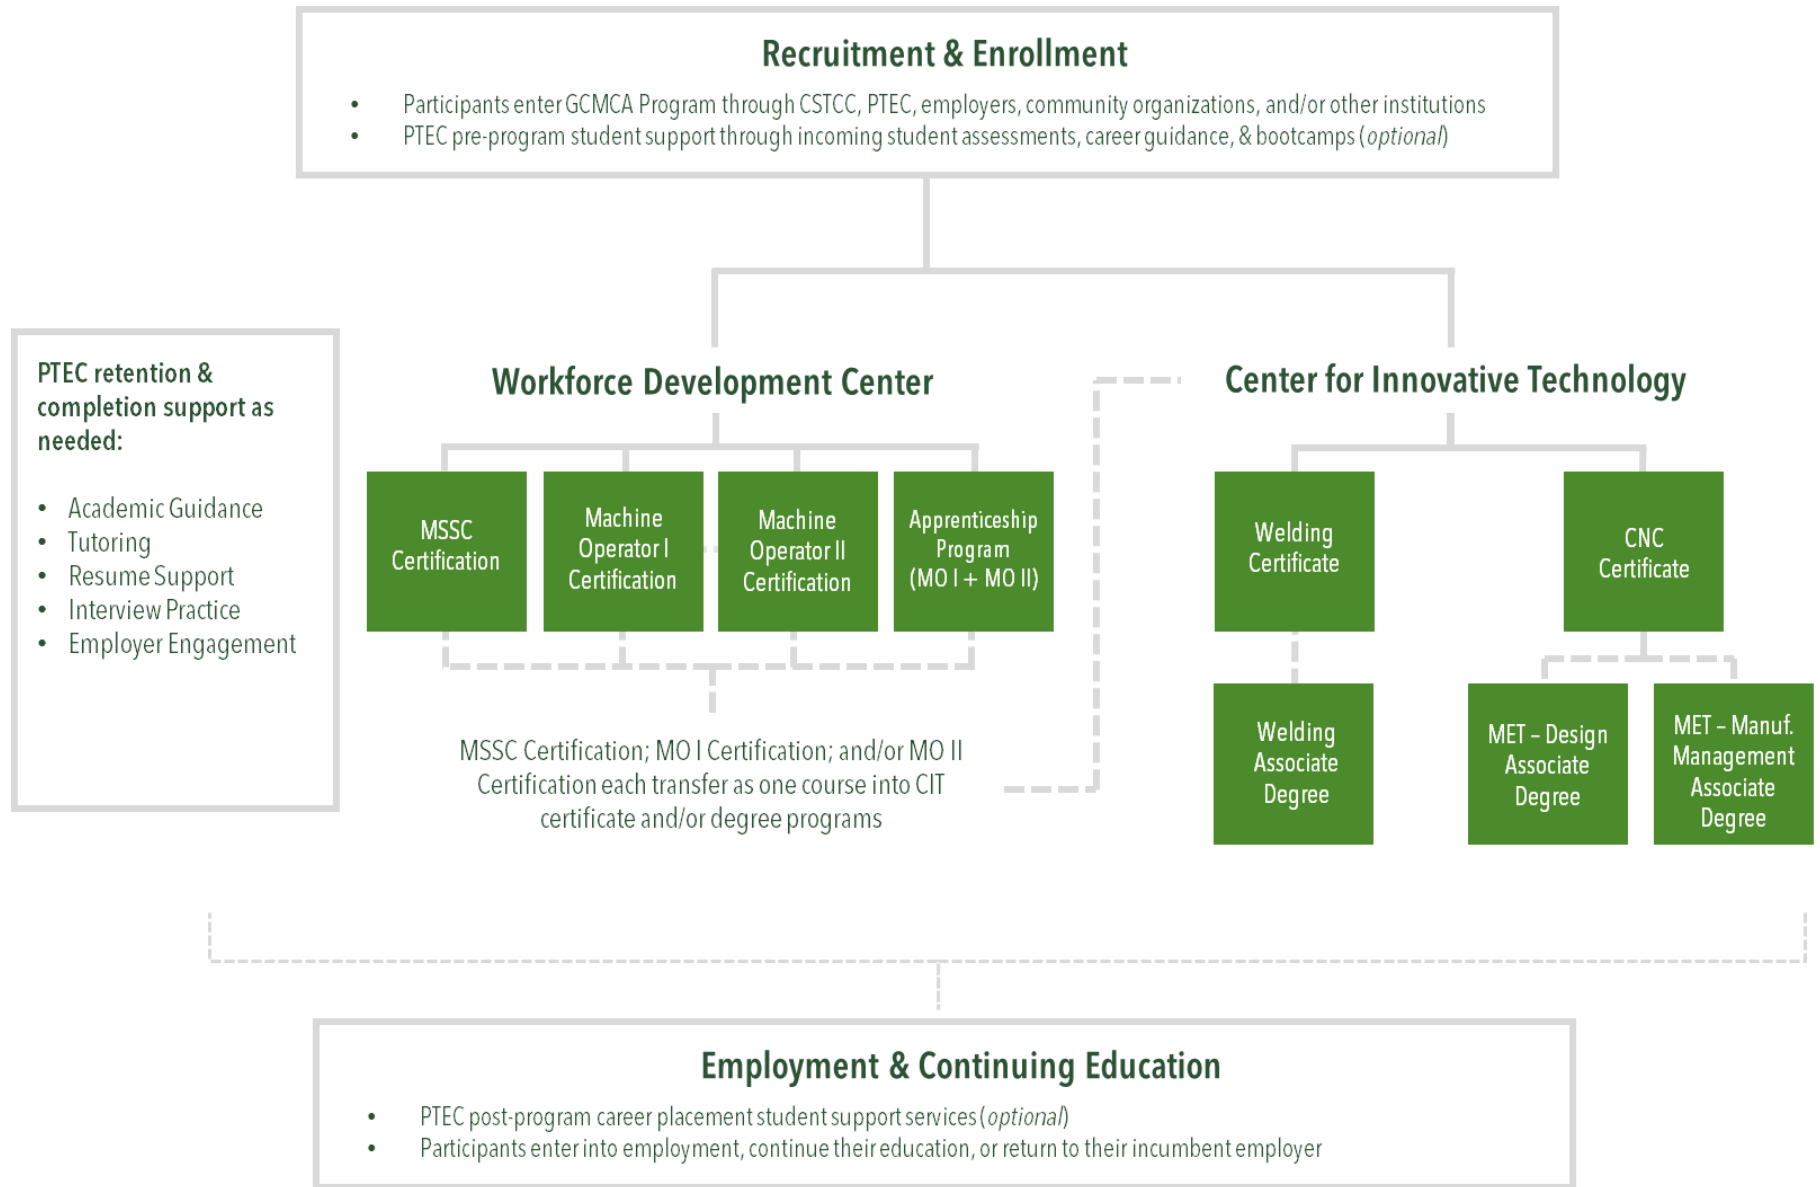 Recruitment & Enrollment
• Participants enter GCMCA Program through CSTCC, PTEC, employers, community organizations, and/or other institutions
• PTEC pre-program student support through incoming student assessments, career guidance, & bootcamps (optional)
PTEC retention &
completion support as
needed:
• Academic Guidance
• Tutoring
• Resume Support
• Interview Practice
• Employer Engagement
Workforce Development Center
MSSC
Certification
Machine
Operator I
Certification
Machine
Operator II
Certification
Apprenticeship
Program
(MO I + MO II)
MSSC Certification; MO I Certification; and/or MO II
Certification each transfer as one course into CIT
certificate and/or degree programs
Center for Innovative Technology
Welding
Certificate
CNC
Certificate
Welding
Associate
Degree
MET – Design
Associate
Degree
MET – Manuf.
Management
Associate
Degree
Employment & Continuing Education
• PTEC post-program career placement student support services (optional)
• Participants enter into employment, continue their education, or return to their incumbent employer